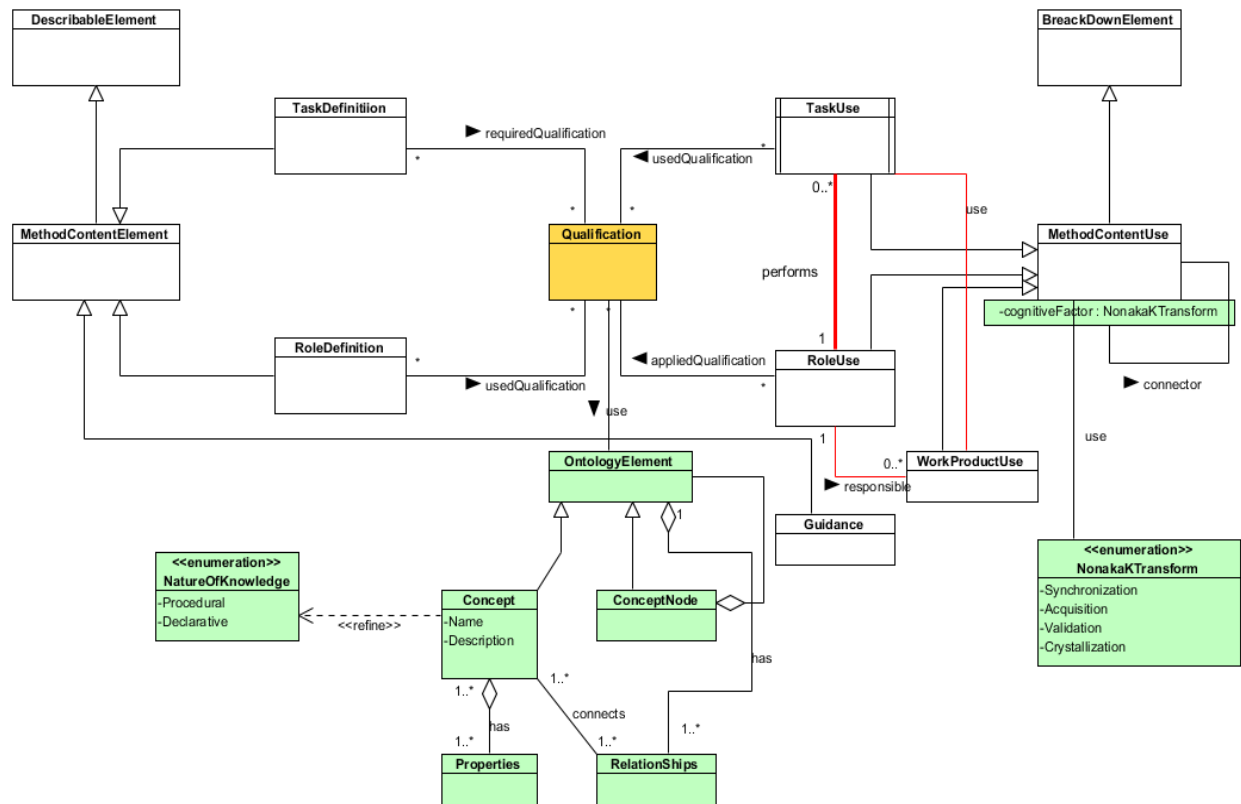 DescribableElement
BreackDownElement
TaskDefinitiion
TaskUse
► requiredQualification
*
◄ usedQualification
*
0..*
use
*
*
MethodContentElement
Qualification
MethodContentUse
performs
-cognitiveFactor : NonakaKTransform
*
*
1
RoleDefinition
RoleUse
*
◄ appliedQualification
*
► usedQualification
► connector
▼ use
1
use
OntologyElement
0..*
WorkProductUse
► responsible
1
Guidance
<<enumeration>>
NatureOfKnowledge
-Procedural
-Declarative
<<refine>>
Concept
-Name
-Description
ConceptNode
<<enumeration>>
NonakaKTransform
-Synchronization
-Acquisition
-Validation
-Crystallization
has
1..*
1..*
connects
has
1..*
1..*
1..*
Properties
RelationShips